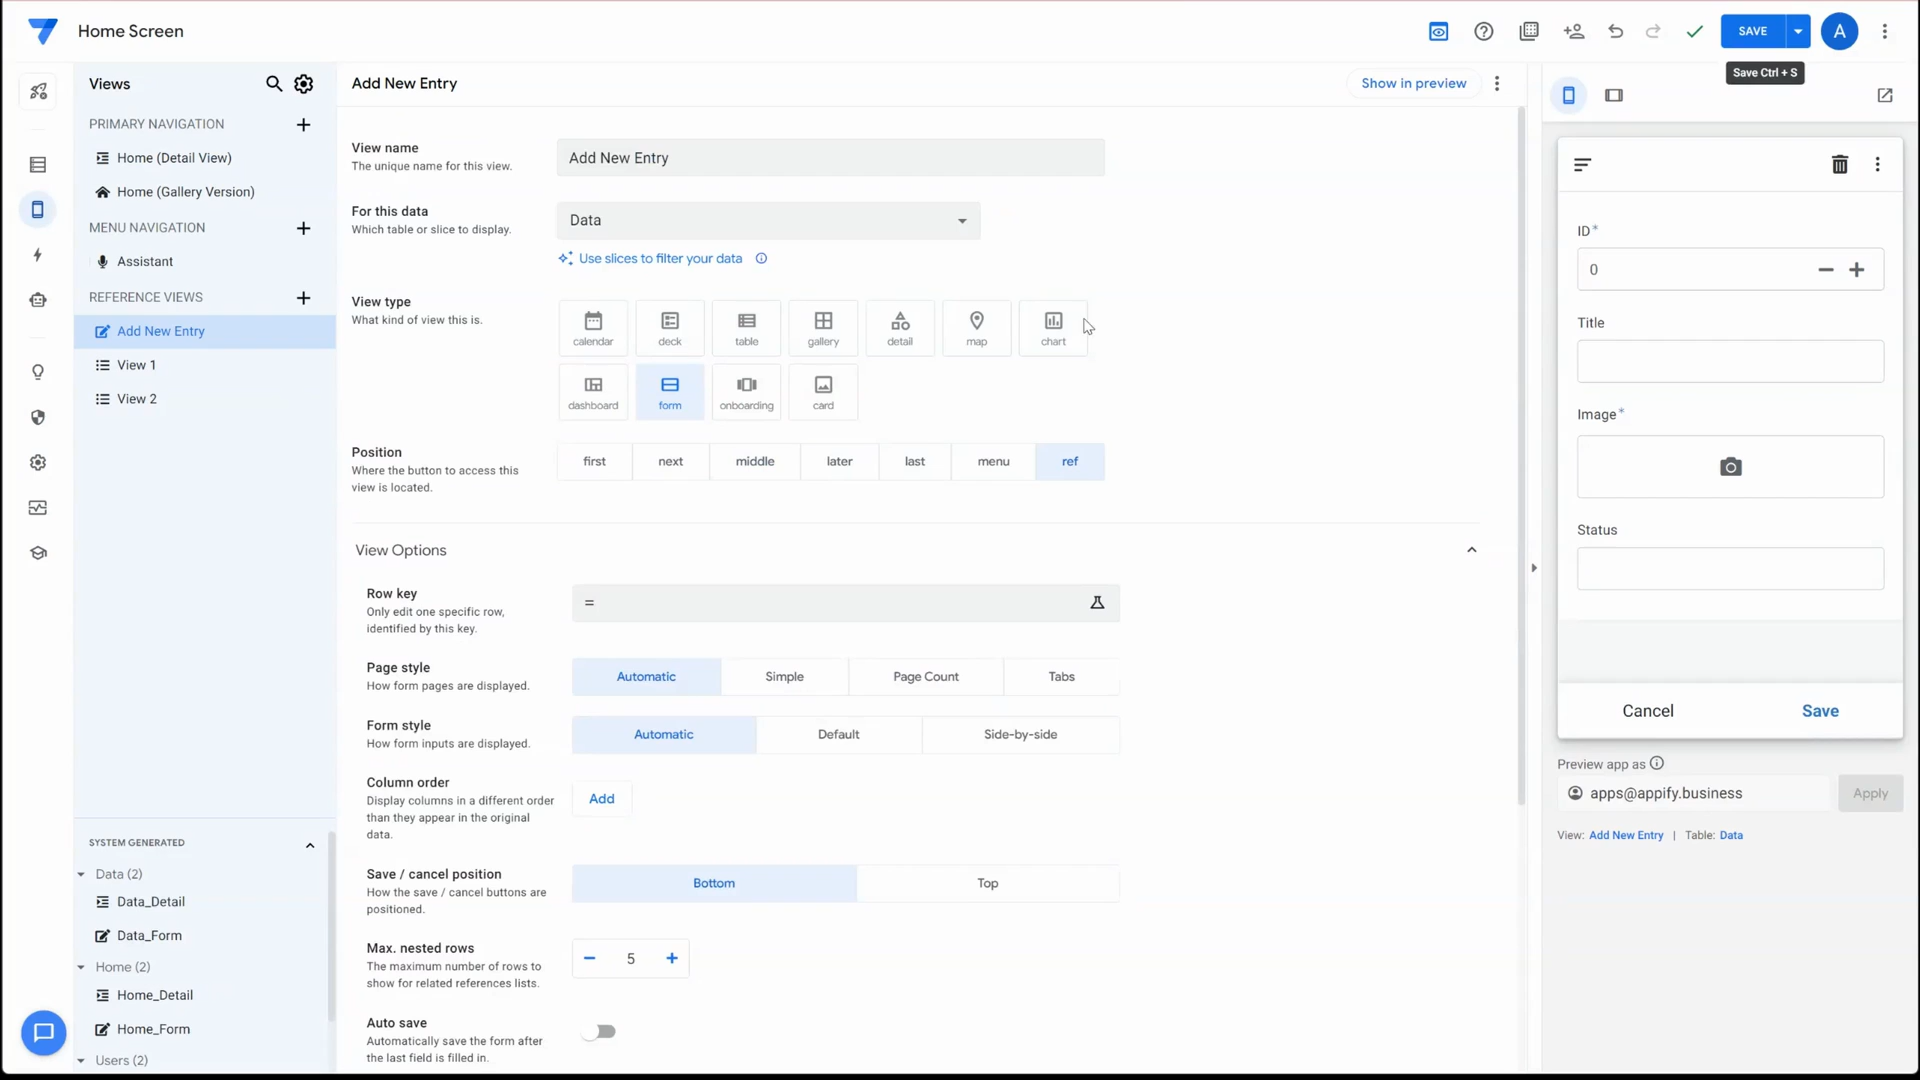 Home Screen
SAVE
A
Save Ctrl + S
Views
PRIMARY NAVIGATION
Home (Detail View)
Home (Gallery Version)
MENU NAVIGATION
Assistant
REFERENCE VIEWS
Add New Entry
View 1
View 2
SYSTEM GENERATED
Data (2)
Data_Detail
Data_Form
Home (2)
Home_Detail
Home_Form
Users (2)
Add New Entry
Show in preview
View name
The unique name for this view.
Add New Entry
For this data
Which table or slice to display.
Data
Use slices to filter your data
View type
What kind of view this is.
calendar
deck
table
gallery
detail
map
chart
dashboard
form
onboarding
card
Position
Where the button to access this
view is located.
first
next
middle
later
last
menu
ref
View Options
Row key
Only edit one specific row,
identified by this key.
=
Page style
How form pages are displayed.
Automatic
Simple
Page Count
Tabs
Form style
How form inputs are displayed.
Automatic
Default
Side-by-side
Column order
Display columns in a different order
than they appear in the original
data.
Add
Save / cancel position
How the save / cancel buttons are
positioned.
Bottom
Top
Max. nested rows
The maximum number of rows to
show for related references lists.
5
Auto save
Automatically save the form after
the last field is filled in.
ID*
0
Title
Image*
Status
Cancel
Save
Preview app as
apps@appify.business
Apply
View: Add New Entry | Table: Data